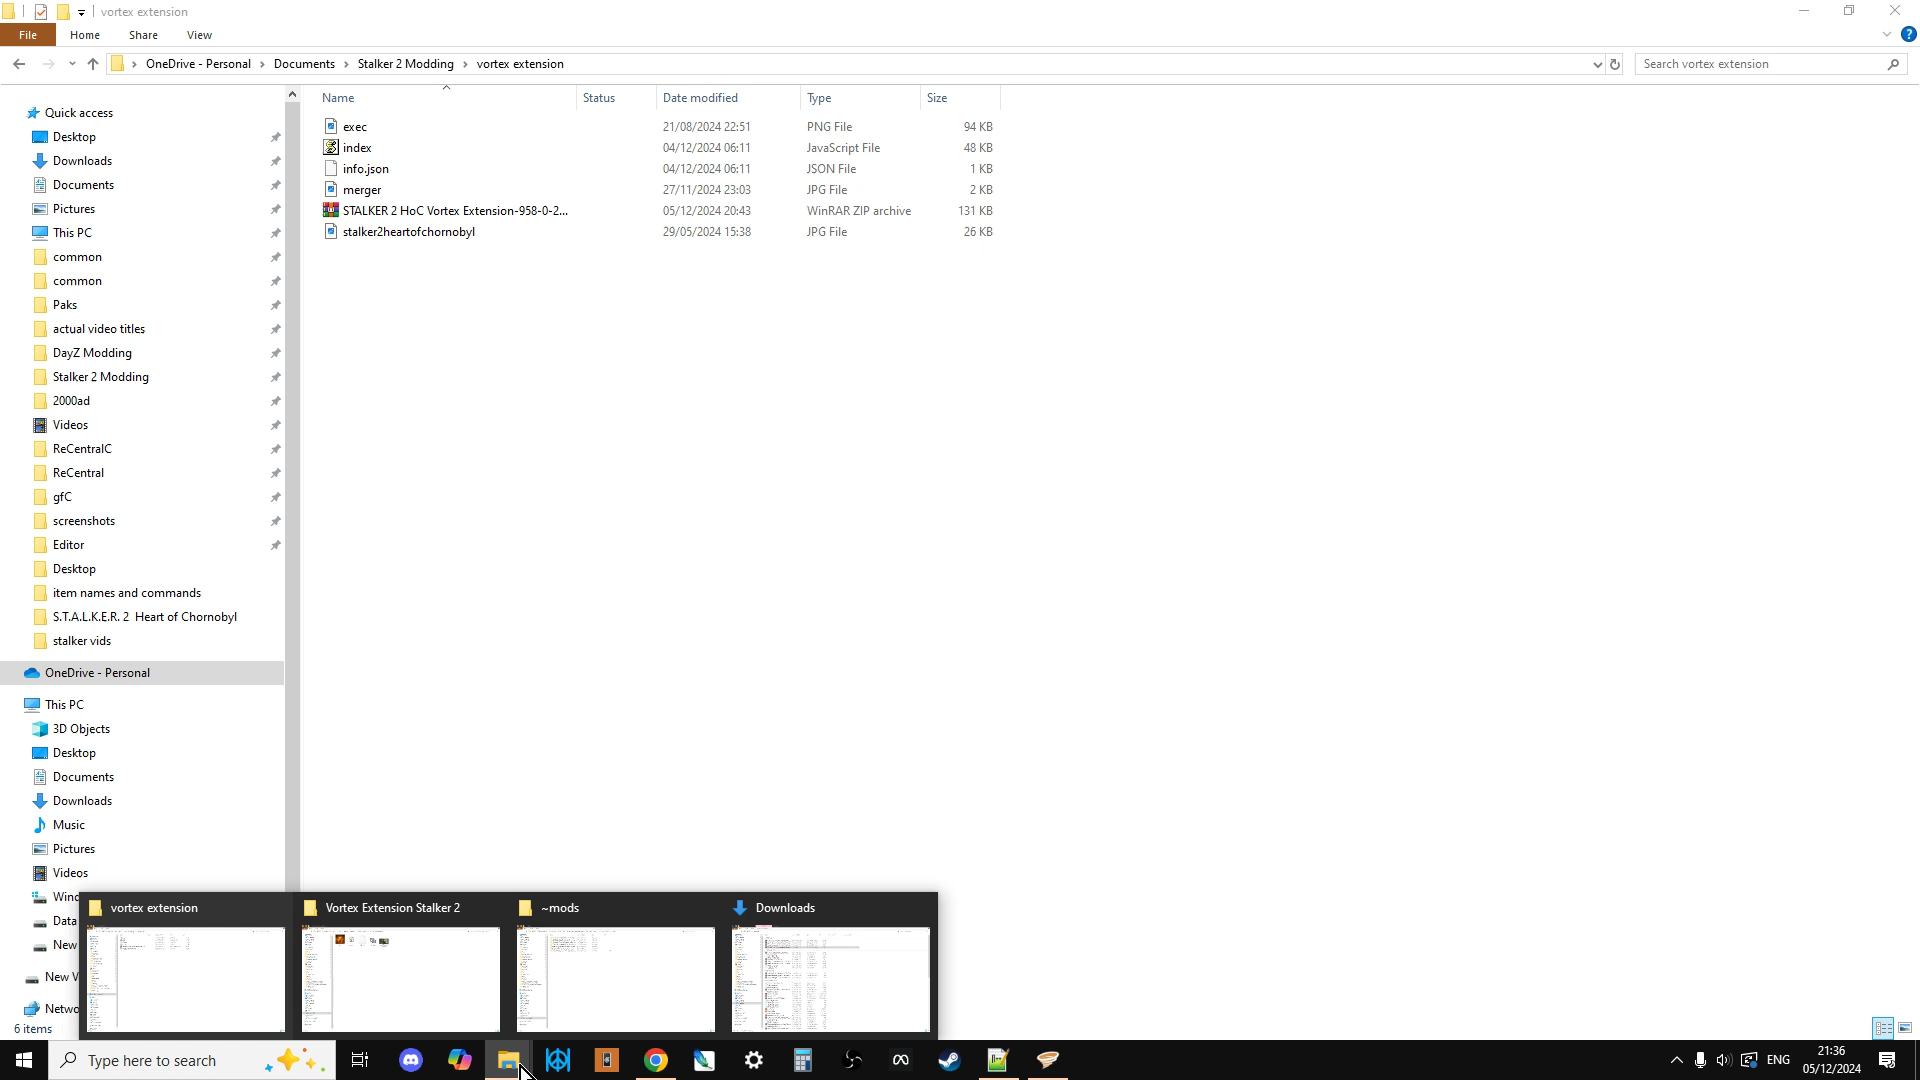 vortex extension
File Home Share View
OneDrive - Personal Documents Stalker 2 Modding vortex extension
Search vortex extension
Name Status Date modified Type Size
Quick access
Desktop
Downloads
Documents
Pictures
This PC
common
common
Paks
actual video titles
DayZ Modding
Stalker 2 Modding
2000ad
Videos
ReCentralC
ReCentral
gfC
screenshots
Editor
Desktop
item names and commands
S.T.A.L.K.E.R. 2 Heart of Chornobyl
stalker vids
OneDrive - Personal
This PC
3D Objects
Desktop
Documents
Downloads
Music
Pictures
Videos
Wind
Data
New
New V
Netwo
6 items
exec 21/08/2024 22:51 PNG File 94 KB
index 04/12/2024 06:11 JavaScript File 48 KB
info.json 04/12/2024 06:11 JSON File 1 KB
merger 27/11/2024 23:03 JPG File 2 KB
STALKER 2 HoC Vortex Extension-958-0-2... 05/12/2024 20:43 WinRAR ZIP archive 131 KB
stalker2heartofchornobyl 29/05/2024 15:38 JPG File 26 KB
vortex extension Vortex Extension Stalker 2 ~mods Downloads
Type here to search
ENG
21:36
05/12/2024